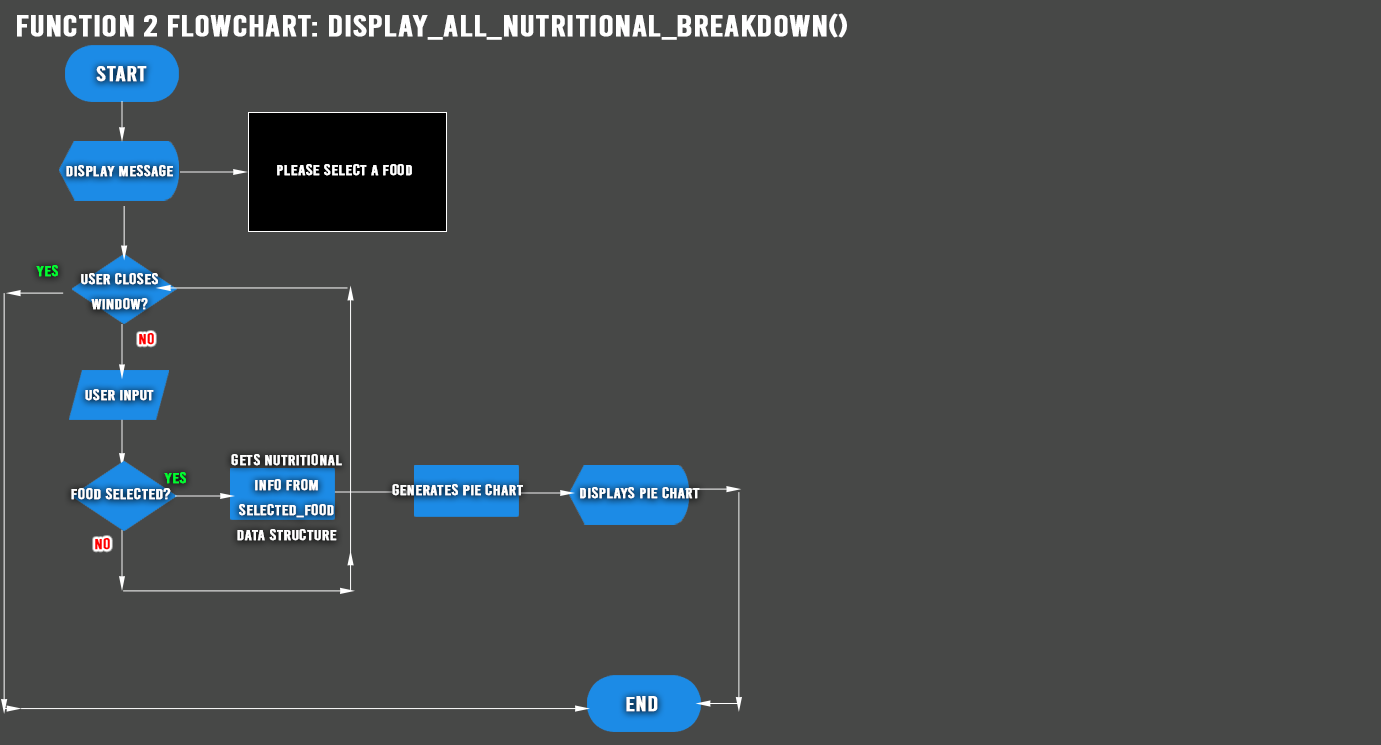 FUNCTION 2 FLOWCHART: DISPLAY_ALL_NUTRITIONAL_BREAKDOWN()
START
DISPLAY MESSAGE
PLEASE SELECT A FOOD
YES
USER CLOSES
WINDOW?
NO
USER INPUT
FOOD SELECTED?
YES
GETS NUTRITIONAL
INFO FROM
SELECTED_FOOD
DATA STRUCTURE
GENERATES PIE CHART
DISPLAYS PIE CHART
NO
END